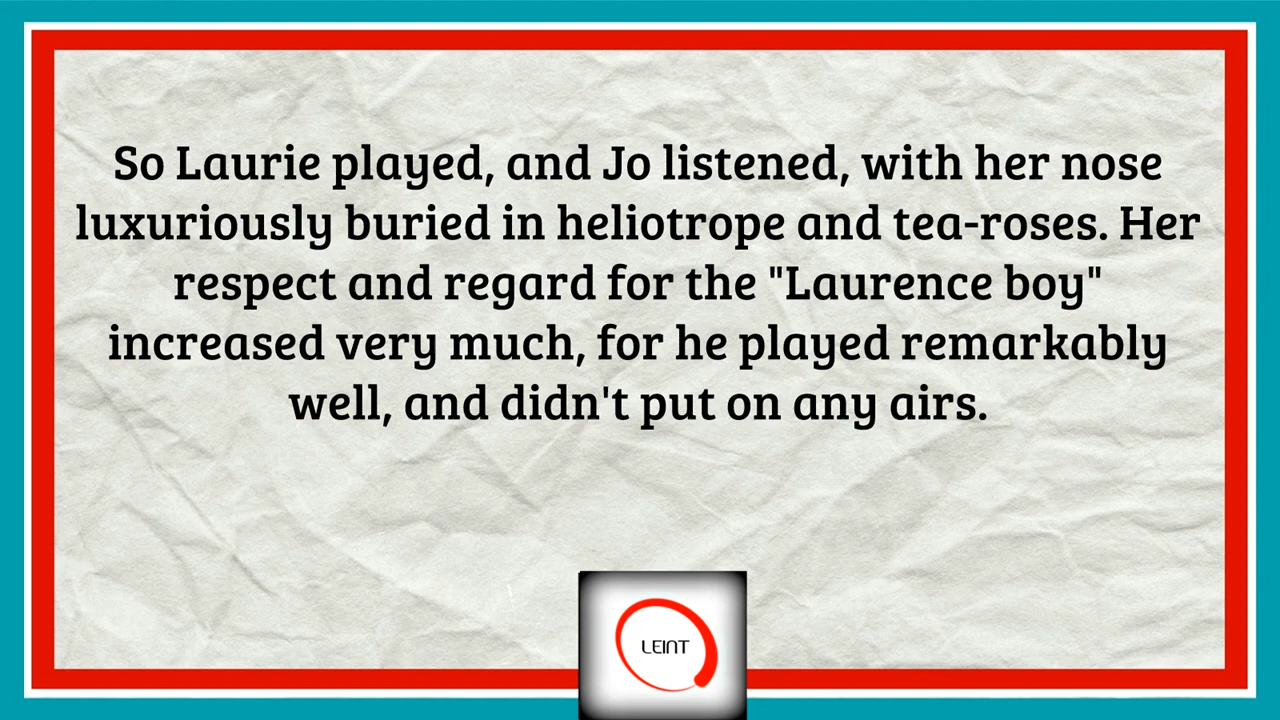 So Laurie played, and Jo listened, with her nose
luxuriously buried in heliotrope and tea-roses. Her
respect and regard for the "Laurence boy"
increased very much, for he played remarkably
well, and didn't put on any airs.
LEINT